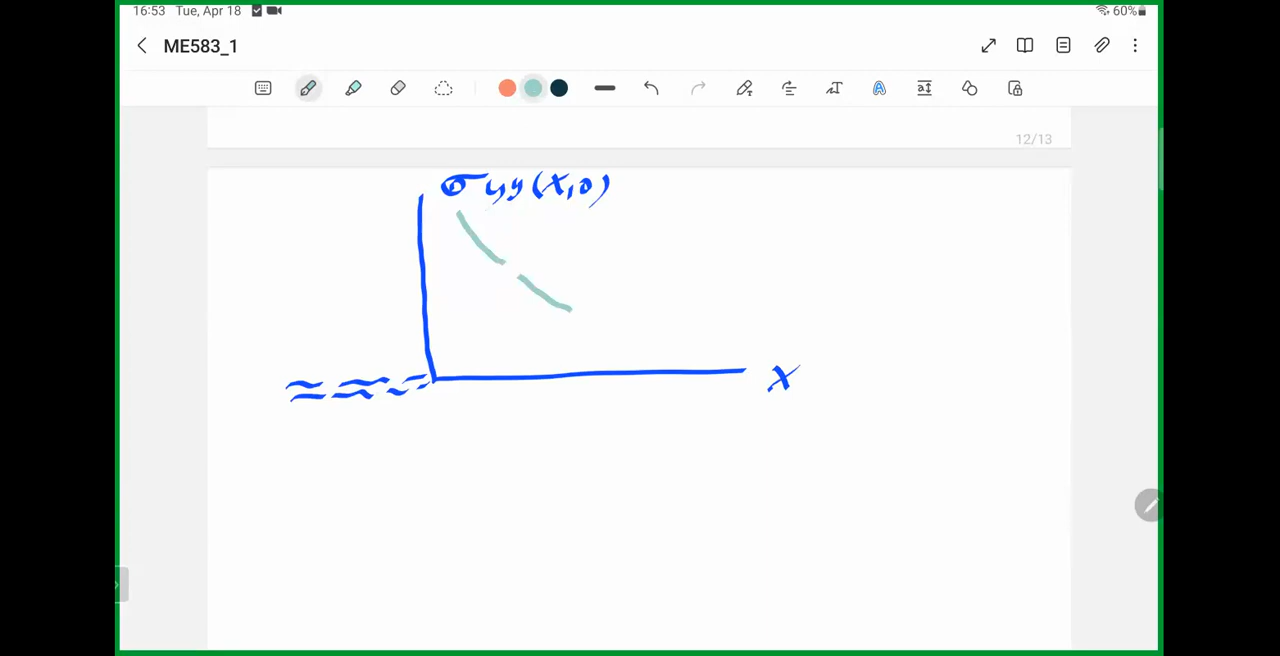 16:53 Tue, Apr 18 60%
ME583_1
12/13
σyy(x,0)
x